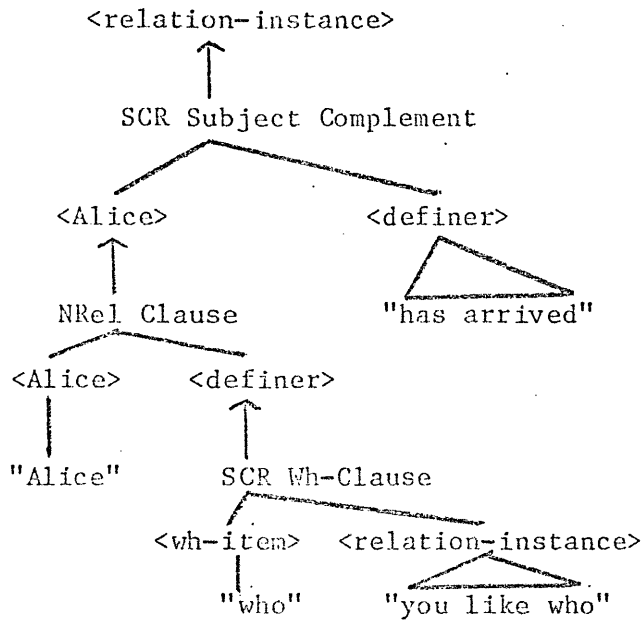 <relation-instance>
SCR Subject Complement
<Alice> <definer>
NRel Clause "has arrived"
<Alice> <definer>
"Alice" SCR Wh-Clause
<wh-item> <relation-instance>
"who" "you like who"